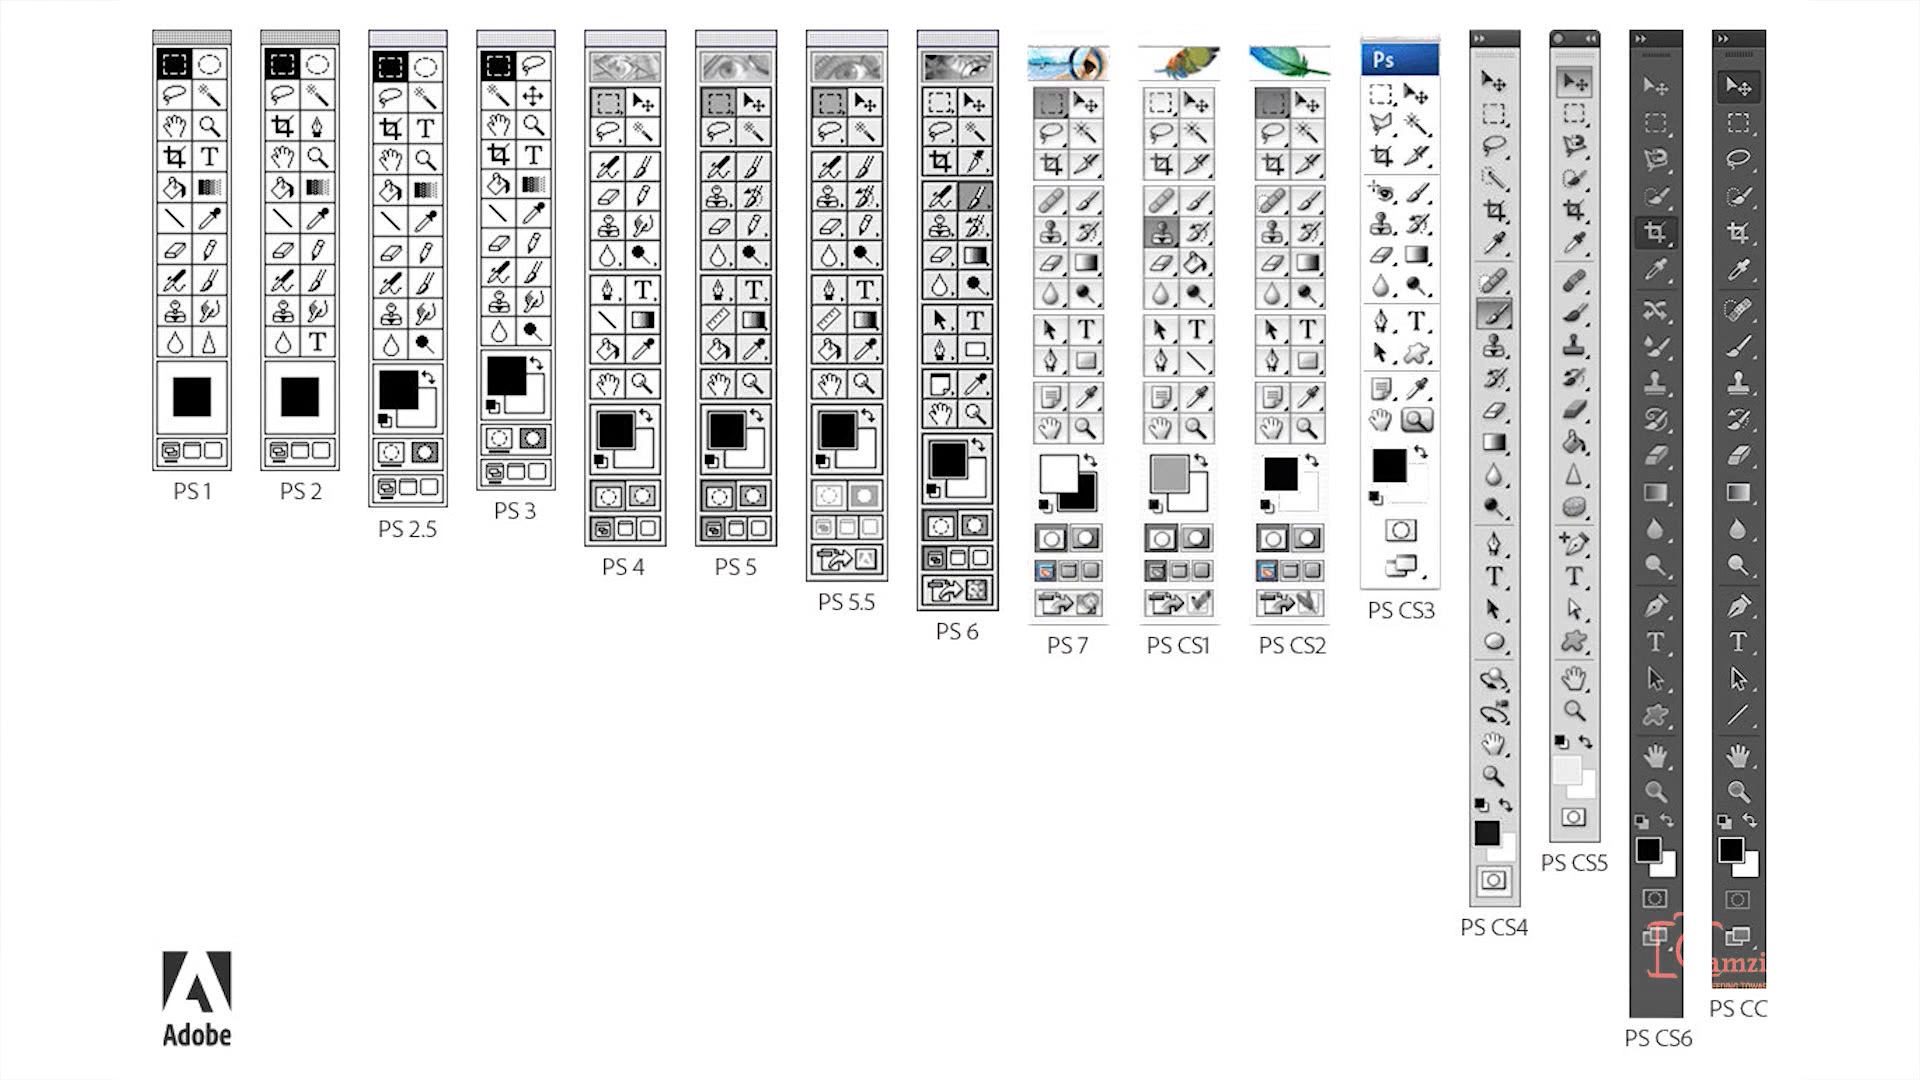 Ps
PS 1
PS 2
PS 2.5
PS 3
PS 4
PS 5
PS 5.5
PS 6
PS 7
PS CS1
PS CS2
PS CS3
PS CS4
PS CS5
PS CS6
PS CC
Adobe
amzi